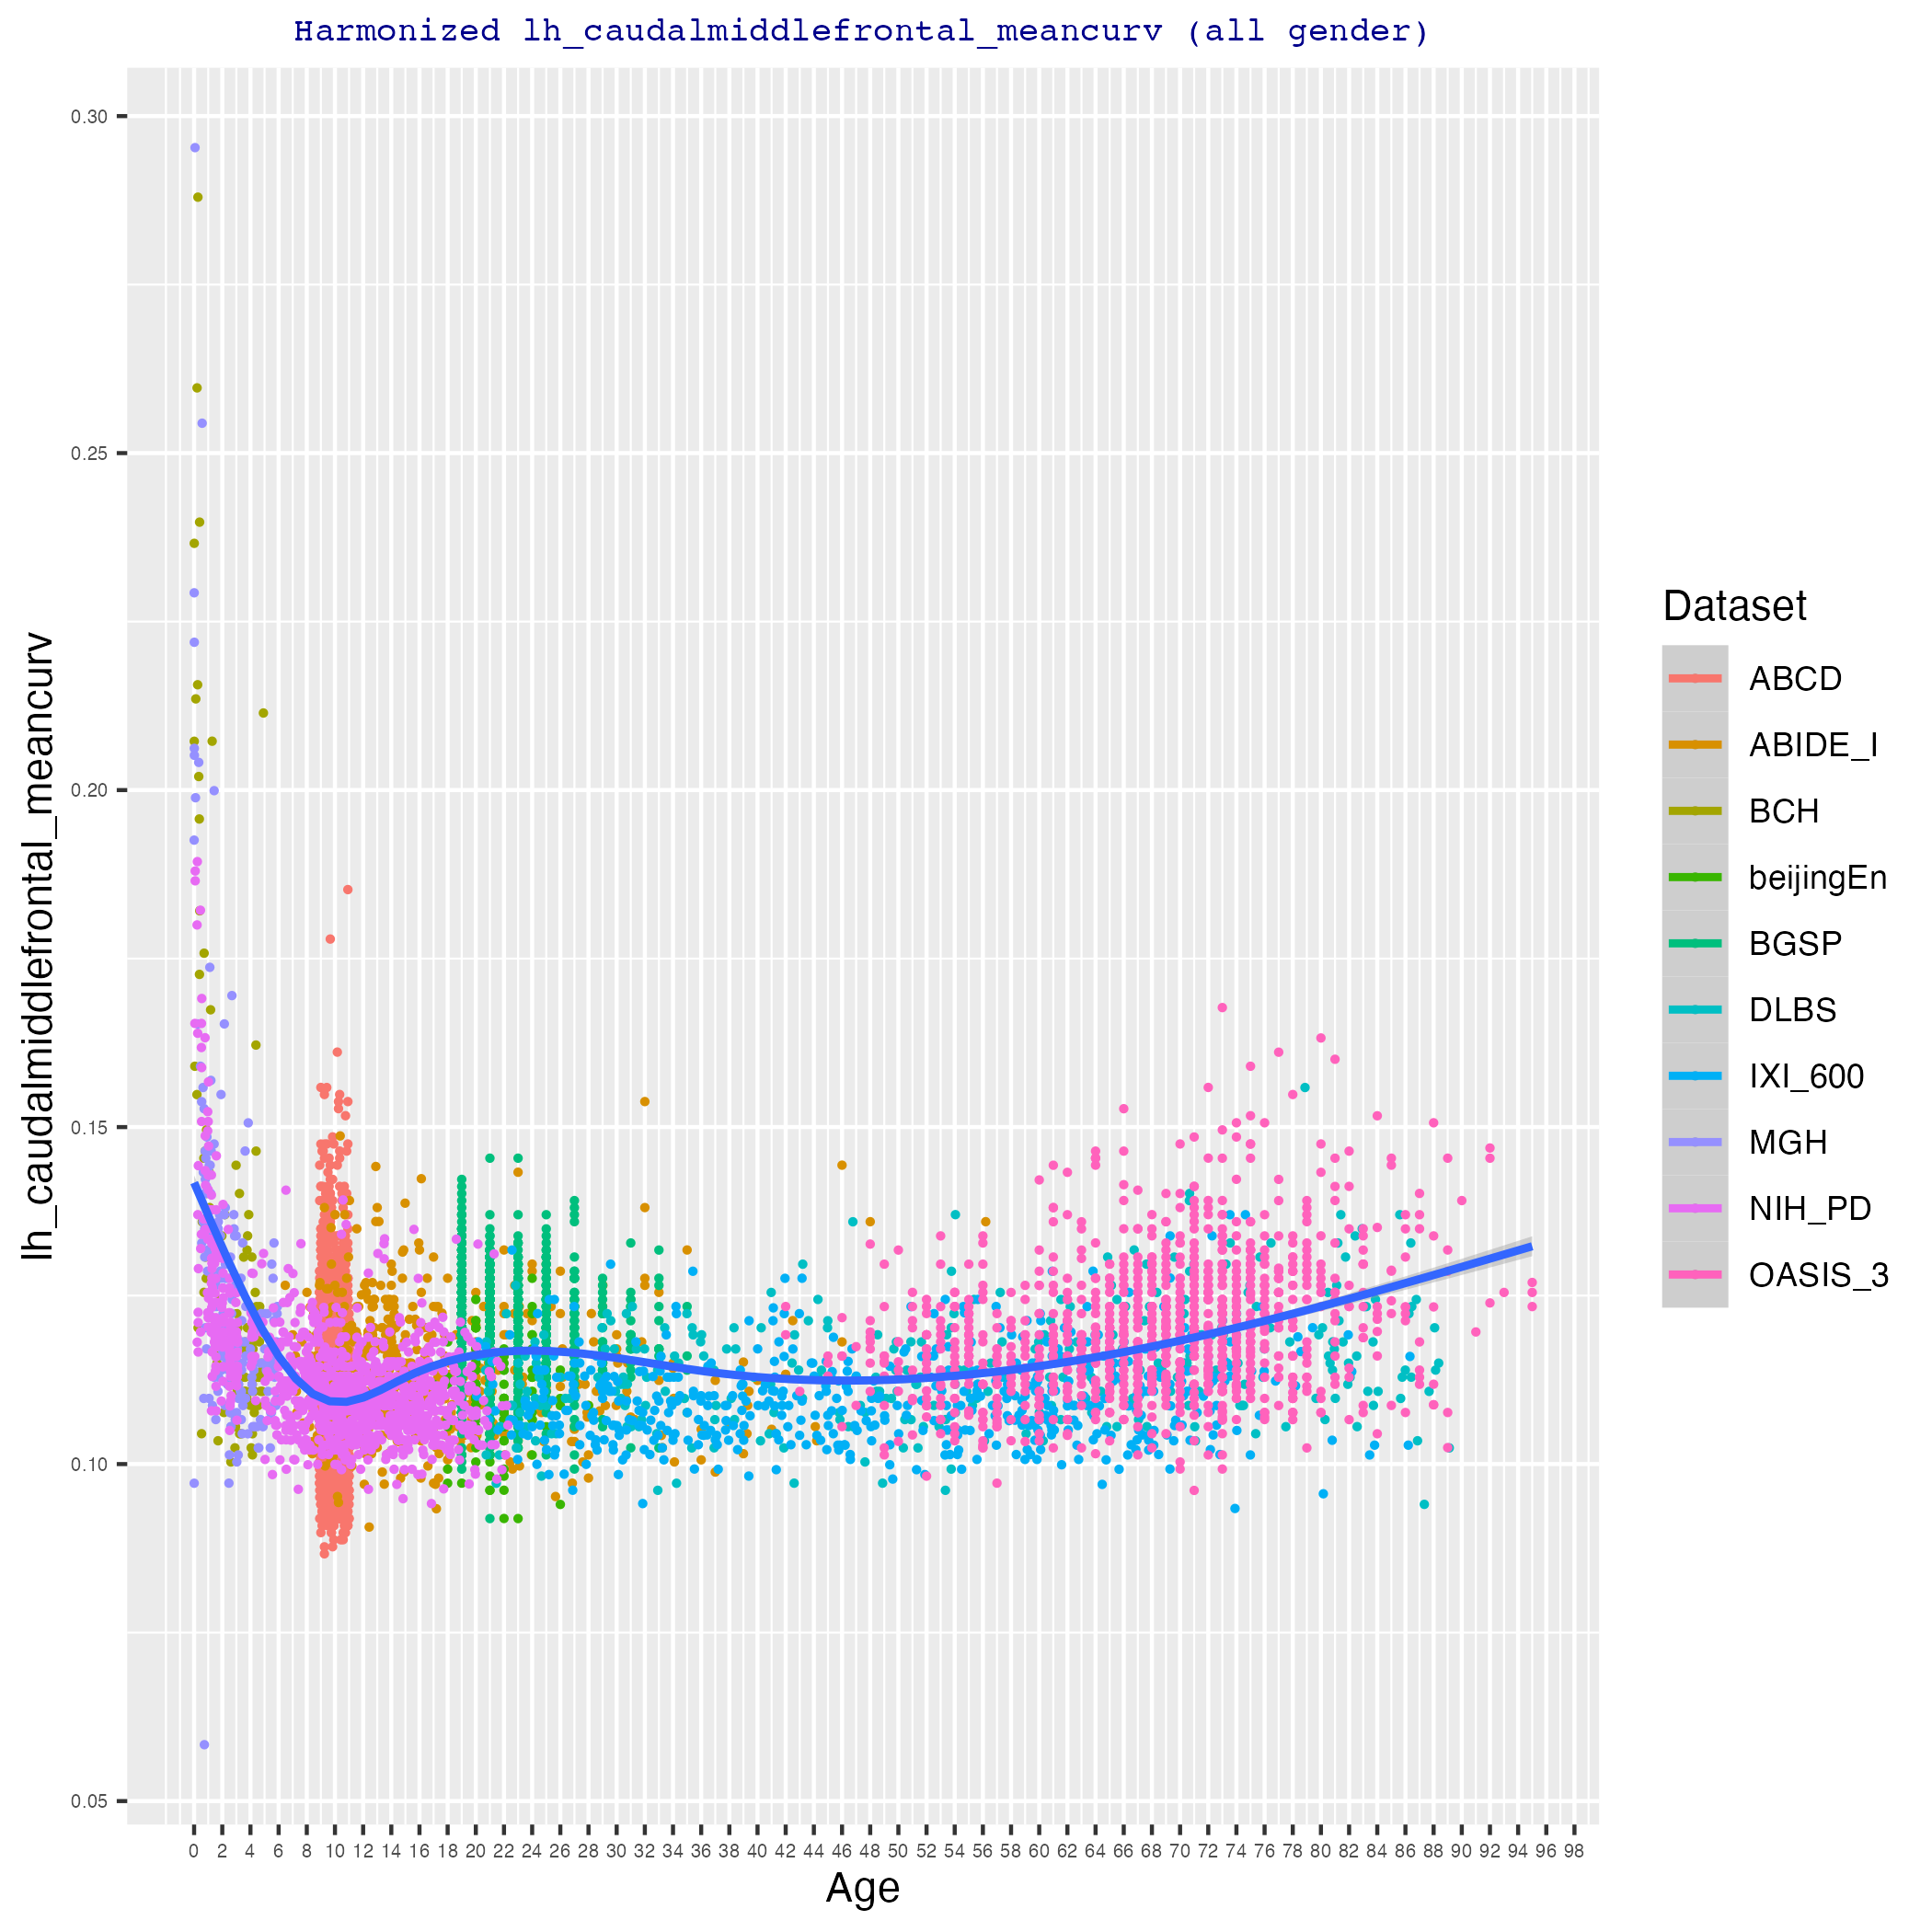 Harmonized lh_caudalmiddlefrontal_meancurv (all gender)
lh_caudalmiddlefrontal_meancurv
0.30
0.25
0.20
0.15
0.10
0.05
0 2 4 6 8 10 12 14 16 18 20 22 24 26 28 30 32 34 36 38 40 42 44 46 48 50 52 54 56 58 60 62 64 66 68 70 72 74 76 78 80 82 84 86 88 90 92 94 96 98
Age
Dataset
ABCD
ABIDE_I
BCH
beijingEn
BGSP
DLBS
IXI_600
MGH
NIH_PD
OASIS_3